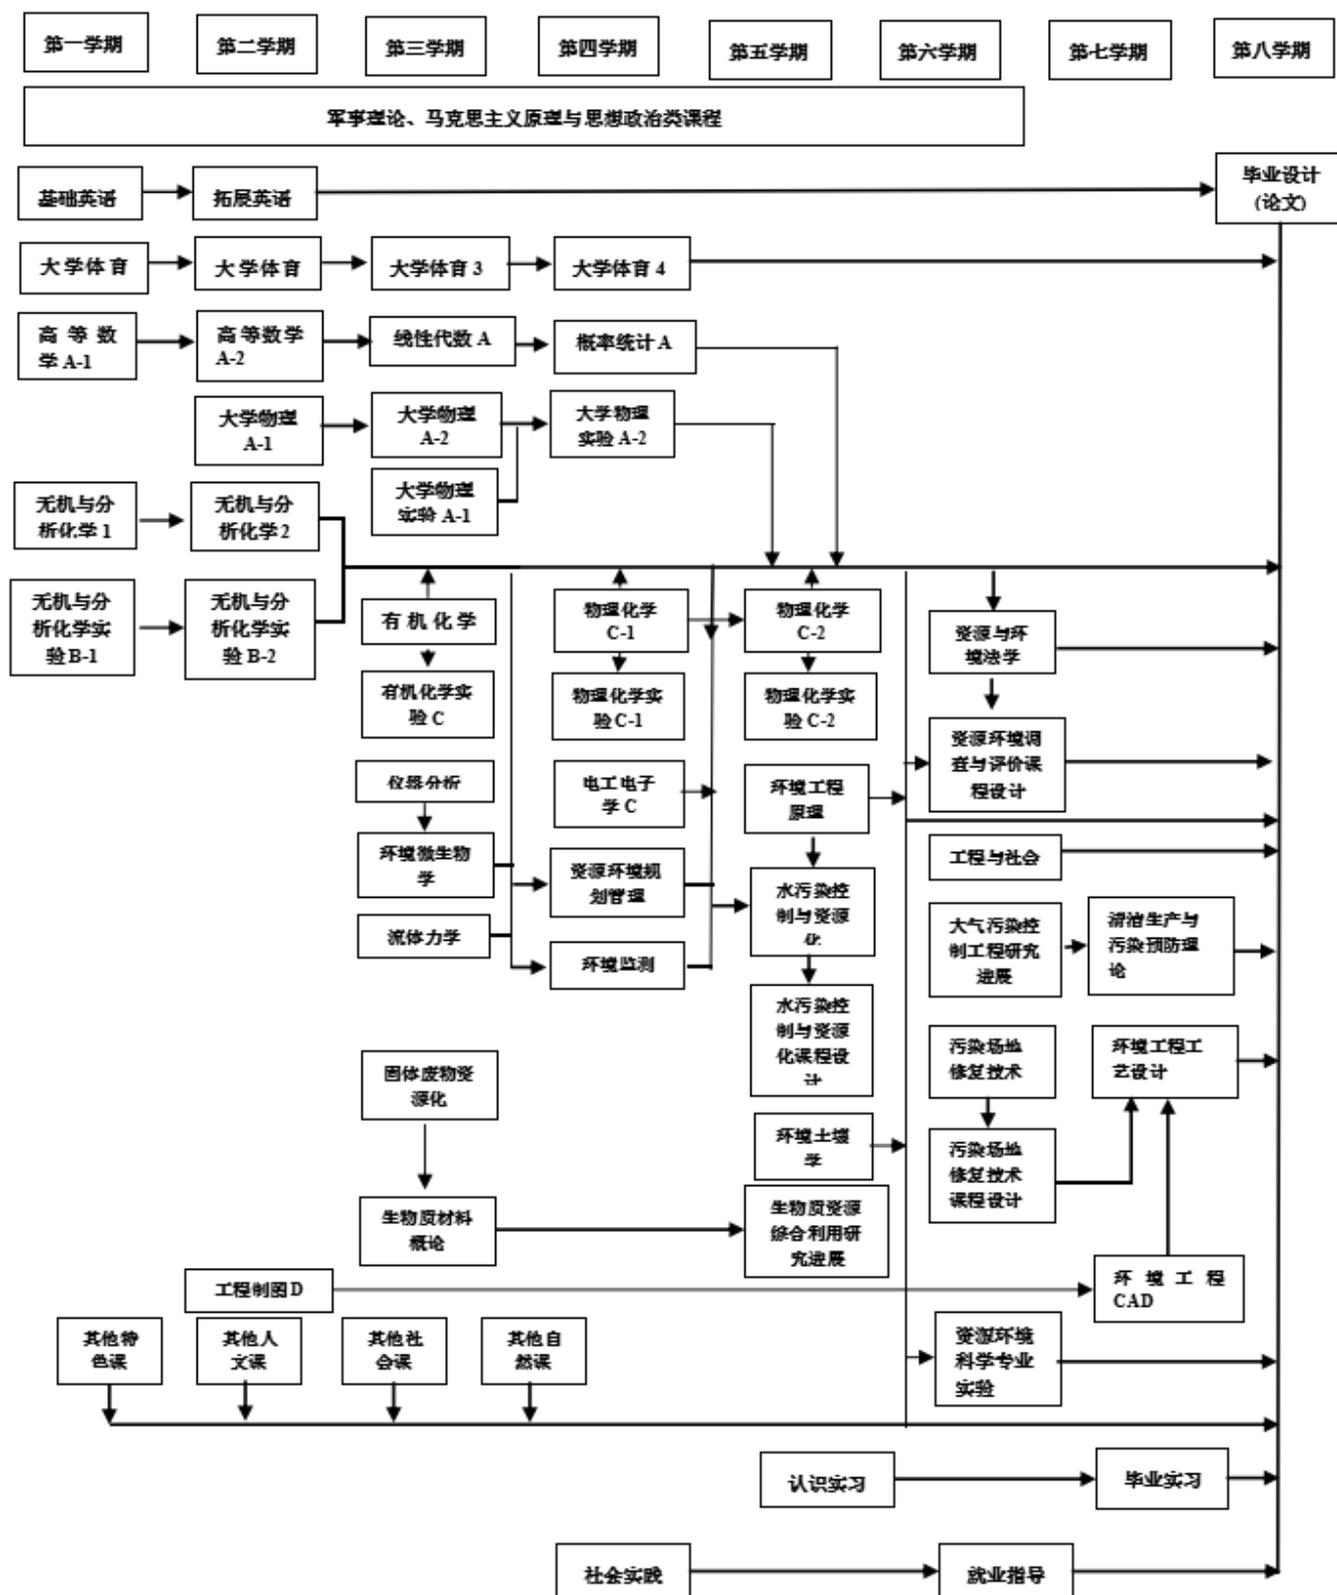 第一学期
第二学期
第三学期
第四学期
第五学期
第六学期
第七学期
第八学期
军事理论、马克思主义原理与思想政治类课程
基础英语
拓展英语
毕业设计
(论文)
大学体育
大学体育
大学体育 3
大学体育 4
高等数
学A-1
高等数学
A-2
线性代数 A
概率统计 A
大学物理
A-1
大学物理
A-2
大学物理
实验A-2
大学物理
实验 A-1
无机与分
析化学 1
无机与分
析化学 2
无机与分
析化学实
验B-1
无机与分
析化学实
验B-2
有机化学
物理化学
C-1
物理化学
C-2
资源与环
境法学
有机化学实
验 C
物理化学实
验C-1
物理化学实
验C-2
资源环境调
查与评价课
程设计
仪器分析
电工电子
学 C
环境工程
原理
环境微生物
学
资源环境规
划管理
水污染控
制与资源
化
工程与社会
流体力学
环境监测
大气污染控
制工程研究
进展
清洁生产与
污染预防理
论
水污染控
制与资源
化课程设
计
固体废物资
源化
污染场地
修复技术
环境工程工
艺设计
环境土壤
学
污染场地
修复技术
课程设计
生物质材料
概论
生物质资源
综合利用研
究进展
工程制图D
环境工程
CAD
其他特
色课
其他人
文课
其他社
会课
其他自
然课
资源环境
科学专业
实验
认识实习
毕业实习
社会实践
就业指导